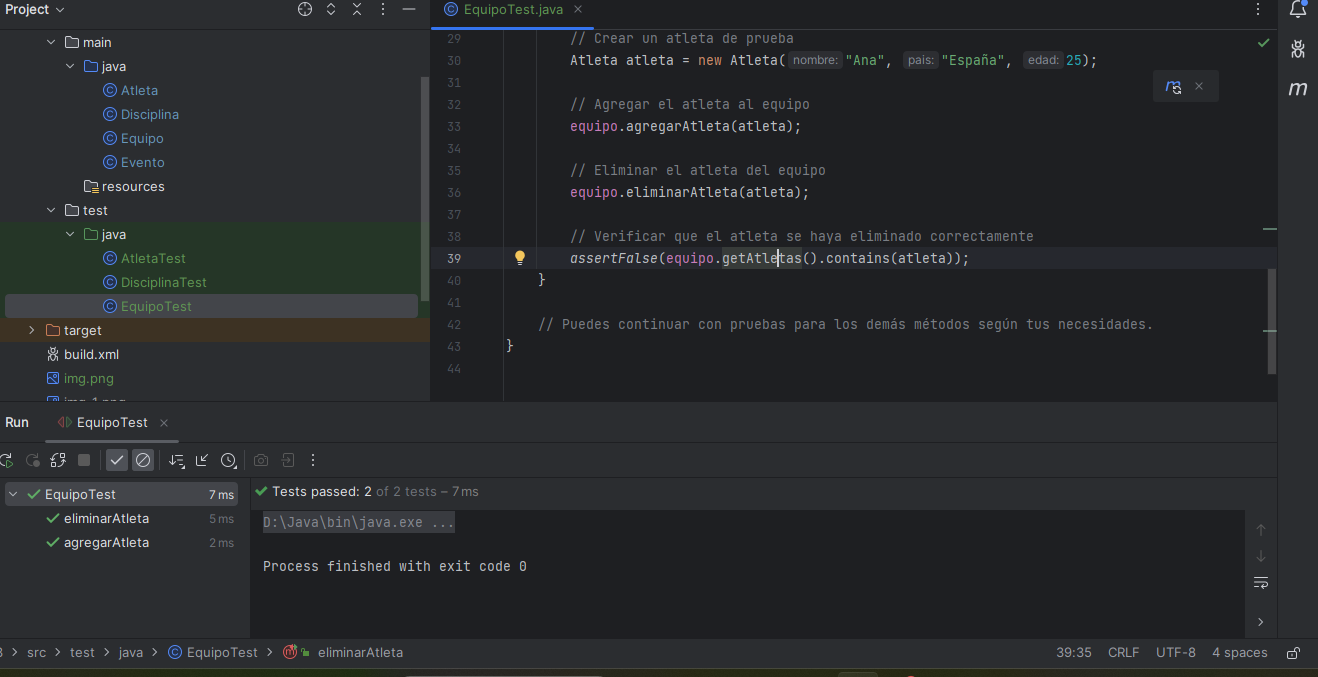 Project
EquipoTest.java
main
java
Atleta
Disciplina
Equipo
Evento
resources
test
java
AtletaTest
DisciplinaTest
EquipoTest
target
build.xml
img.png
29 // Crear un atleta de prueba
30 Atleta atleta = new Atleta( nombre: "Ana", pais: "España", edad: 25);
31
32 // Agregar el atleta al equipo
33 equipo.agregarAtleta(atleta);
34
35 // Eliminar el atleta del equipo
36 equipo.eliminarAtleta(atleta);
37
38 // Verificar que el atleta se haya eliminado correctamente
39 assertFalse(equipo.getAtletas().contains(atleta));
40 }
41
42 // Puedes continuar con pruebas para los demás métodos según tus necesidades.
43 }
44
m
m
Run EquipoTest
EquipoTest 7 ms
eliminarAtleta 5 ms
agregarAtleta 2 ms
Tests passed: 2 of 2 tests – 7 ms
D:\Java\bin\java.exe ...
Process finished with exit code 0
src > test > java > EquipoTest > eliminarAtleta
39:35 CRLF UTF-8 4 spaces